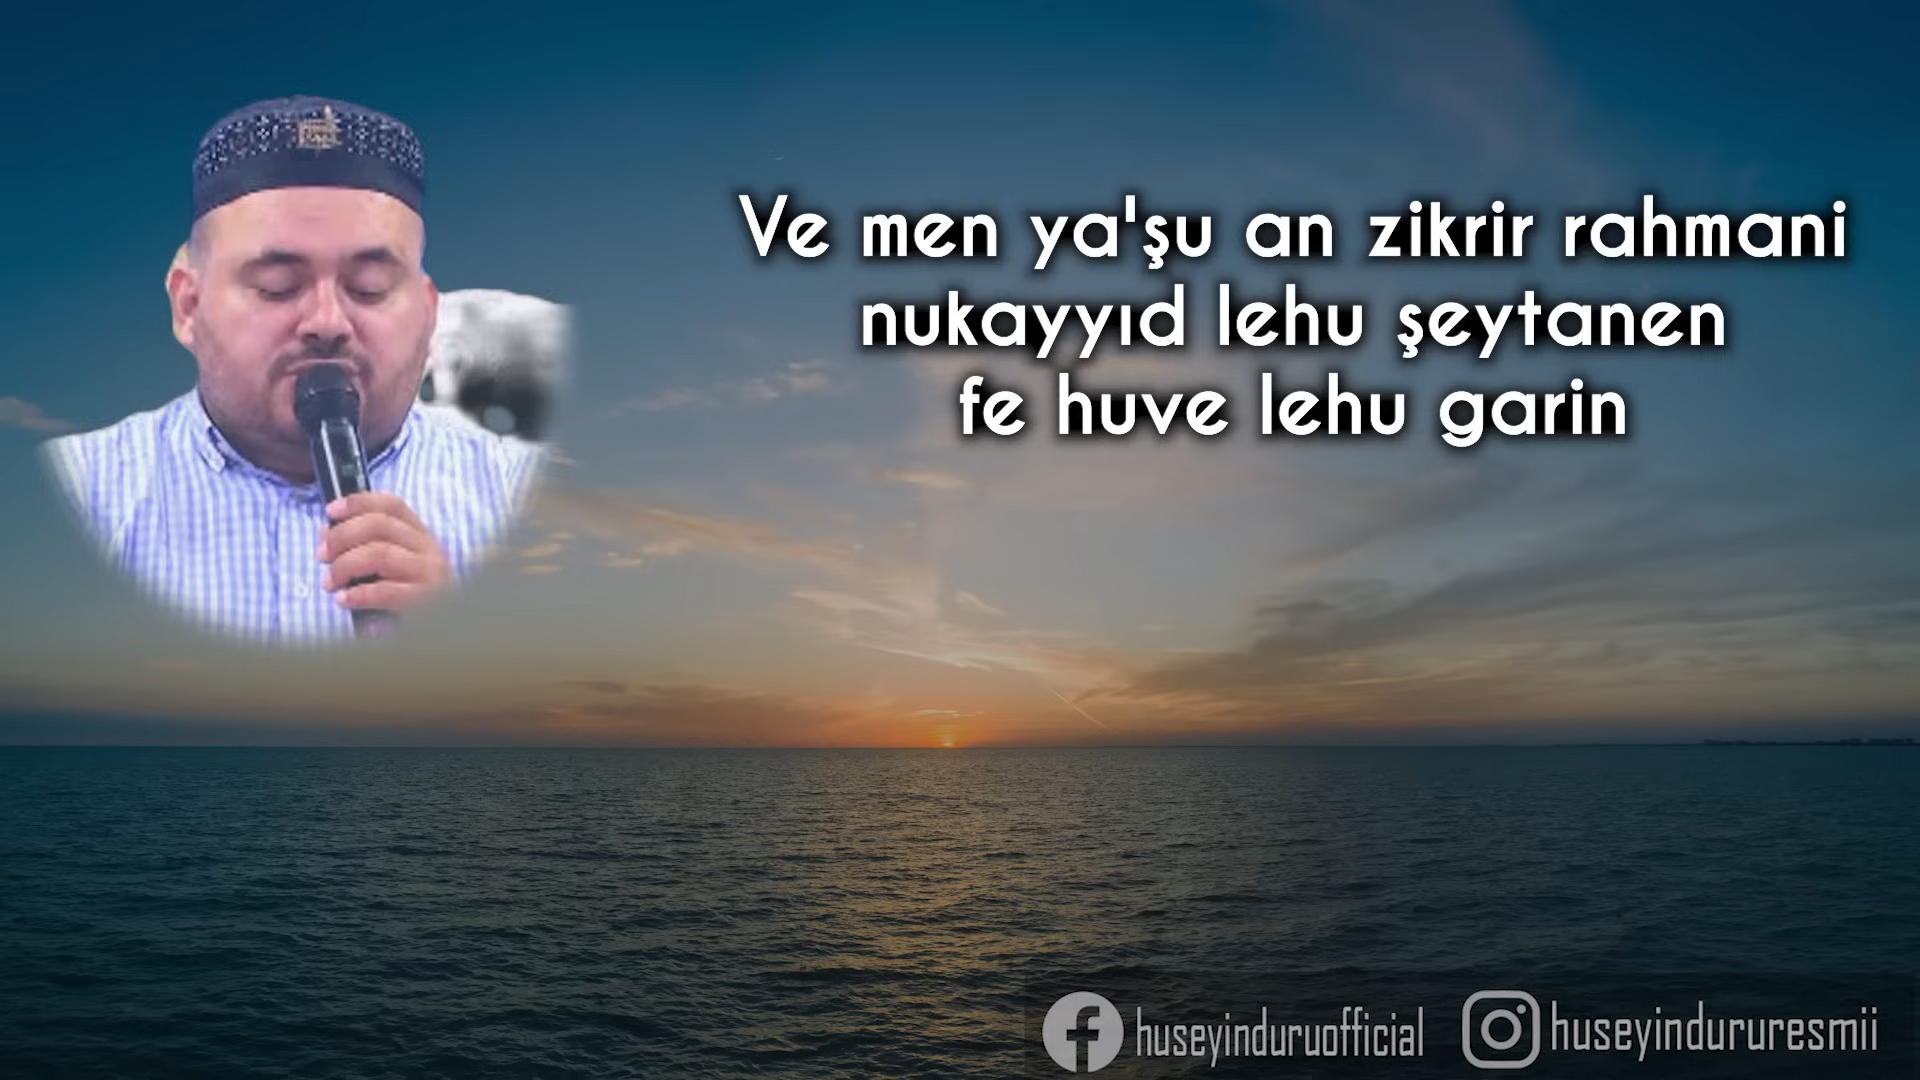 Ve men ya'şu an zikrir rahmani
nukayyıd lehu şeytanen
fe huve lehu garin
huseyinduruofficial
huseyindururesmii